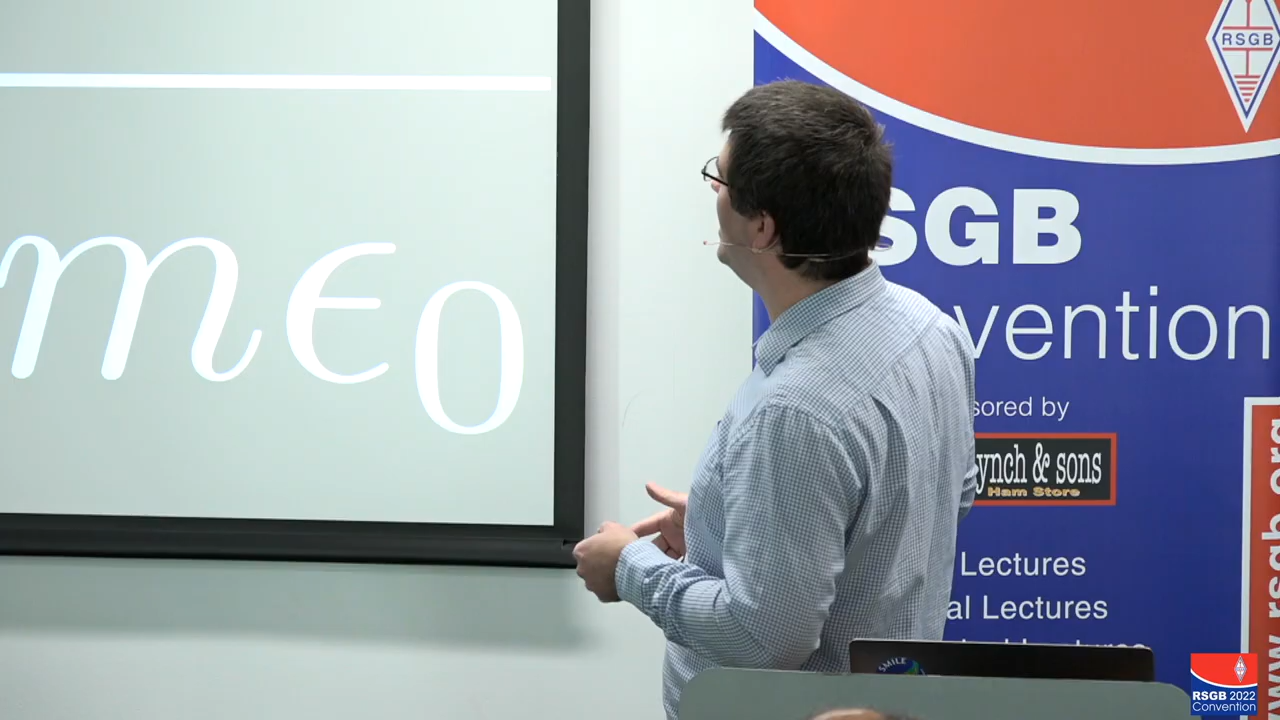 mϵ0
RSGB
SGB
vention
sored by
ynch & sons
Ham Store
Lectures
al Lectures
www.rsgb.org
SMILE
RSGB 2022
Convention